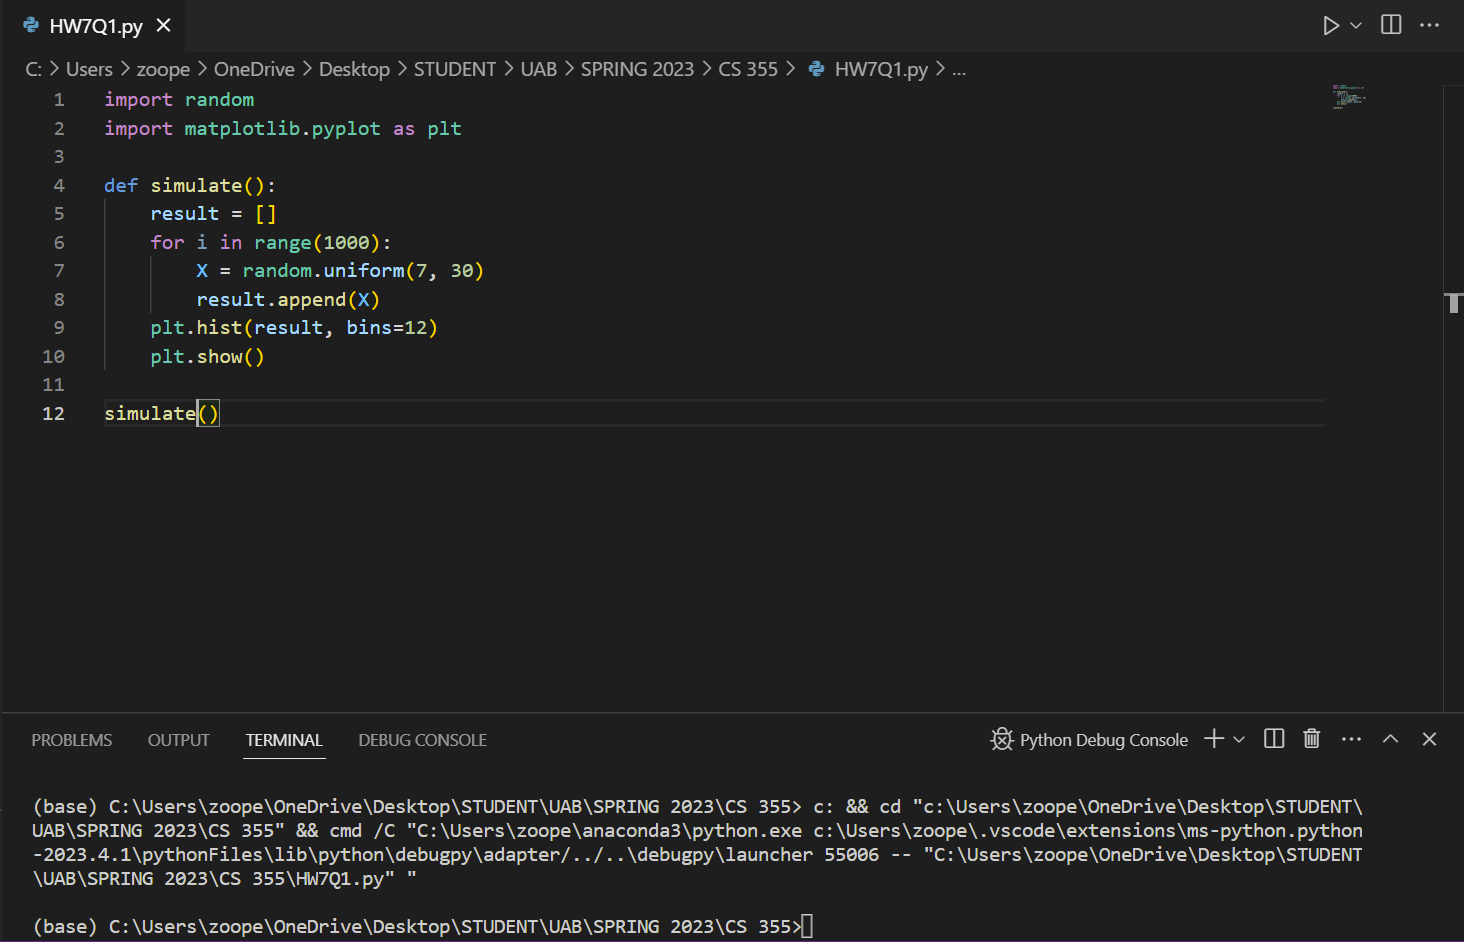 HW7Q1.py
C: > Users > zoope > OneDrive > Desktop > STUDENT > UAB > SPRING 2023 > CS 355 > HW7Q1.py > ...
1 import random
2 import matplotlib.pyplot as plt
3
4 def simulate():
5     result = []
6     for i in range(1000):
7         X = random.uniform(7, 30)
8         result.append(X)
9     plt.hist(result, bins=12)
10     plt.show()
11
12 simulate()
PROBLEMS OUTPUT TERMINAL DEBUG CONSOLE Python Debug Console
(base) C:\Users\zoope\OneDrive\Desktop\STUDENT\UAB\SPRING 2023\CS 355> c: && cd "c:\Users\zoope\OneDrive\Desktop\STUDENT\
UAB\SPRING 2023\CS 355" && cmd /C "C:\Users\zoope\anaconda3\python.exe c:\Users\zoope\.vscode\extensions\ms-python.python
-2023.4.1\pythonFiles\lib\python\debugpy\adapter/../..\debugpy\launcher 55006 -- "C:\Users\zoope\OneDrive\Desktop\STUDENT
\UAB\SPRING 2023\CS 355\HW7Q1.py" "
(base) C:\Users\zoope\OneDrive\Desktop\STUDENT\UAB\SPRING 2023\CS 355>